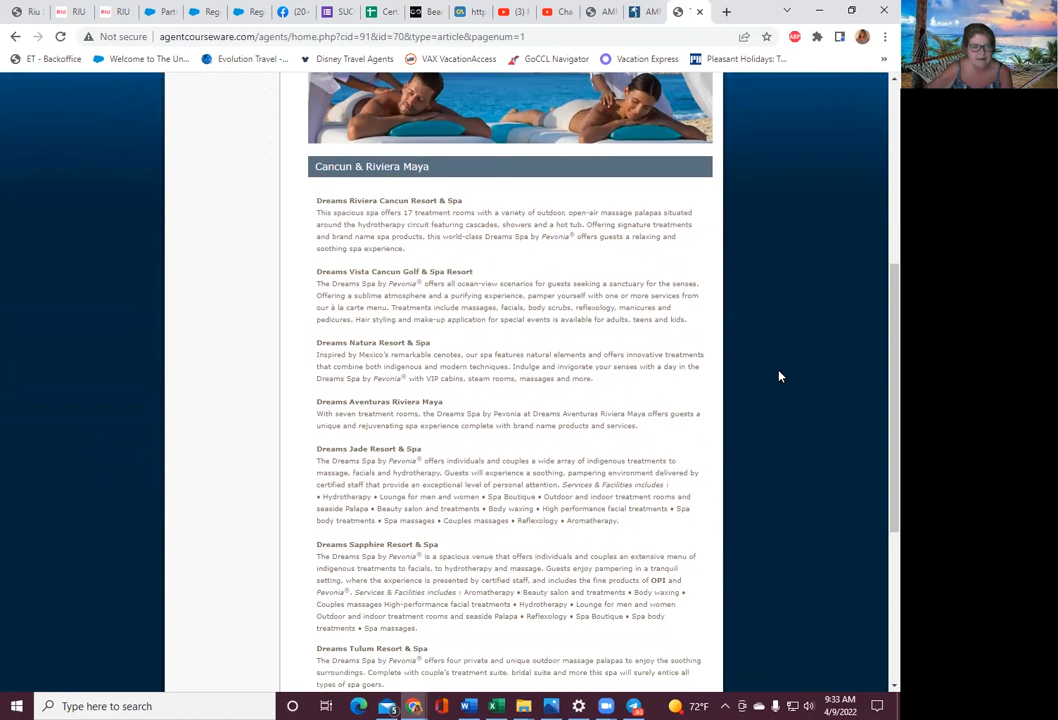 Riu
RIU
RIU
Part
Reg
Reg
(20+
SUC
Cert
Bea
http
(3) M
Cha
AMI
AMI
Not secure
agentcourseware.com/agents/home.php?cid=91&id=70&type=article&pagenum=1
ET - Backoffice
Welcome to The Un...
Evolution Travel -...
Disney Travel Agents
VAX VacationAccess
GoCCL Navigator
Vacation Express
Pleasant Holidays: T...
Cancun & Riviera Maya
Dreams Riviera Cancun Resort & Spa
This spacious spa offers 17 treatment rooms with a variety of outdoor, open-air massage palapas situated
around the hydrotherapy circuit featuring cascades, showers and a hot tub. Offering signature treatments
and brand name spa products, this world-class Dreams Spa by Pevonia® offers guests a relaxing and
soothing spa experience.
Dreams Vista Cancun Golf & Spa Resort
The Dreams Spa by Pevonia® offers all ocean-view scenarios for guests seeking a sanctuary for the senses.
Offering a sublime atmosphere and a purifying experience, pamper yourself with one or more services from
our à la carte menu. Treatments include massages, facials, body scrubs, reflexology, manicures and
pedicures. Hair styling and make-up application for special events is available for adults, teens and kids.
Dreams Natura Resort & Spa
Inspired by Mexico's remarkable cenotes, our spa features natural elements and offers innovative treatments
that combine both indigenous and modern techniques. Indulge and invigorate your senses with a day in the
Dreams Spa by Pevonia® with VIP cabins, steam rooms, massages and more.
Dreams Aventuras Riviera Maya
With seven treatment rooms, the Dreams Spa by Pevonia at Dreams Aventuras Riviera Maya offers guests a
unique and rejuvenating spa experience complete with brand name products and services.
Dreams Jade Resort & Spa
The Dreams Spa by Pevonia® offers individuals and couples a wide array of indigenous treatments to
massage, facials and hydrotherapy. Guests will experience a soothing, pampering environment delivered by
certified staff that provide an exceptional level of personal attention. Services & Facilities includes :
• Hydrotherapy • Lounge for men and women • Spa Boutique • Outdoor and indoor treatment rooms and
seaside Palapa • Beauty salon and treatments • Body waxing • High performance facial treatments • Spa
body treatments • Spa massages • Couples massages • Reflexology • Aromatherapy.
Dreams Sapphire Resort & Spa
The Dreams Spa by Pevonia® is a spacious venue that offers individuals and couples an extensive menu of
indigenous treatments to facials, to hydrotherapy and massage. Guests enjoy pampering in a tranquil
setting, where the experience is presented by certified staff, and includes the fine products of OPI and
Pevonia®. Services & Facilities includes : Aromatherapy • Beauty salon and treatments • Body waxing •
Couples massages High-performance facial treatments • Hydrotherapy • Lounge for men and women
Outdoor and indoor treatment rooms and seaside Palapa • Reflexology • Spa Boutique • Spa body
treatments • Spa massages.
Dreams Tulum Resort & Spa
The Dreams Spa by Pevonia® offers four private and unique outdoor massage palapas to enjoy the soothing
surroundings. Complete with couple's treatment suite, bridal suite and more this spa will surely entice all
types of spa goers.
Type here to search
72°F
9:33 AM
4/9/2022